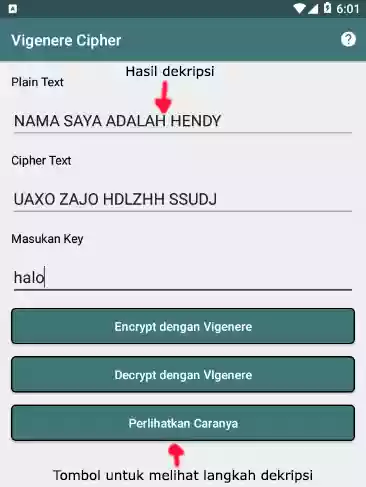 6:01
Vigenere Cipher
Hasil dekripsi
Plain Text
NAMA SAYA ADALAH HENDY
Cipher Text
UAXO ZAJO HDLZHH SSUDJ
Masukan Key
halo
Encrypt dengan Vigenere
Decrypt dengan VIgenere
Perlihatkan Caranya
Tombol untuk melihat langkah dekripsi